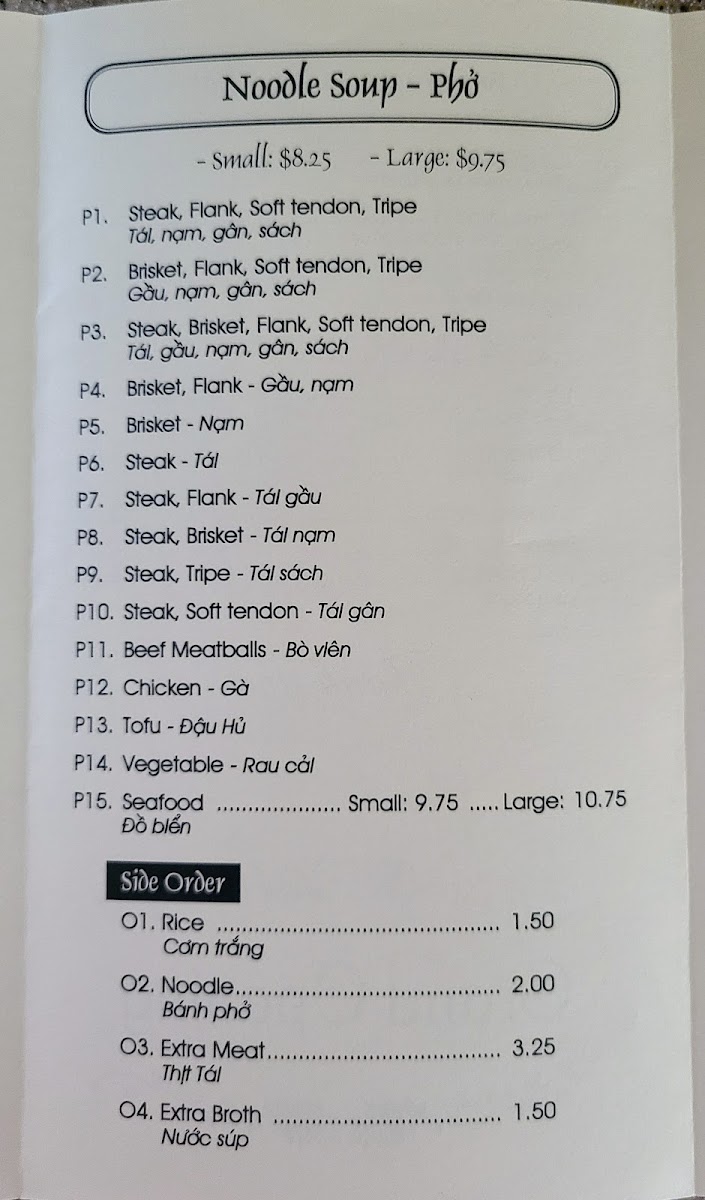 Noodle Soup - Phở
- Small: $8.25 - Large: $9.75
P1. Steak, Flank, Soft tendon, Tripe
Tái, nạm, gân, sách
P2. Brisket, Flank, Soft tendon, Tripe
Gầu, nạm, gân, sách
P3. Steak, Brisket, Flank, Soft tendon, Tripe
Tái, gầu, nạm, gân, sách
P4. Brisket, Flank - Gầu, nạm
P5. Brisket - Nạm
P6. Steak - Tái
P7. Steak, Flank - Tái gầu
P8. Steak, Brisket - Tái nạm
P9. Steak, Tripe - Tái sách
P10. Steak, Soft tendon - Tái gân
P11. Beef Meatballs - Bò viên
P12. Chicken - Gà
P13. Tofu - Đậu Hủ
P14. Vegetable - Rau cải
P15. Seafood .................... Small: 9.75 ..... Large: 10.75
Đồ biển
Side Order
O1. Rice ............................................. 1.50
Cơm trắng
O2. Noodle.......................................... 2.00
Bánh phở
O3. Extra Meat..................................... 3.25
Thịt Tái
O4. Extra Broth .................................... 1.50
Nước súp